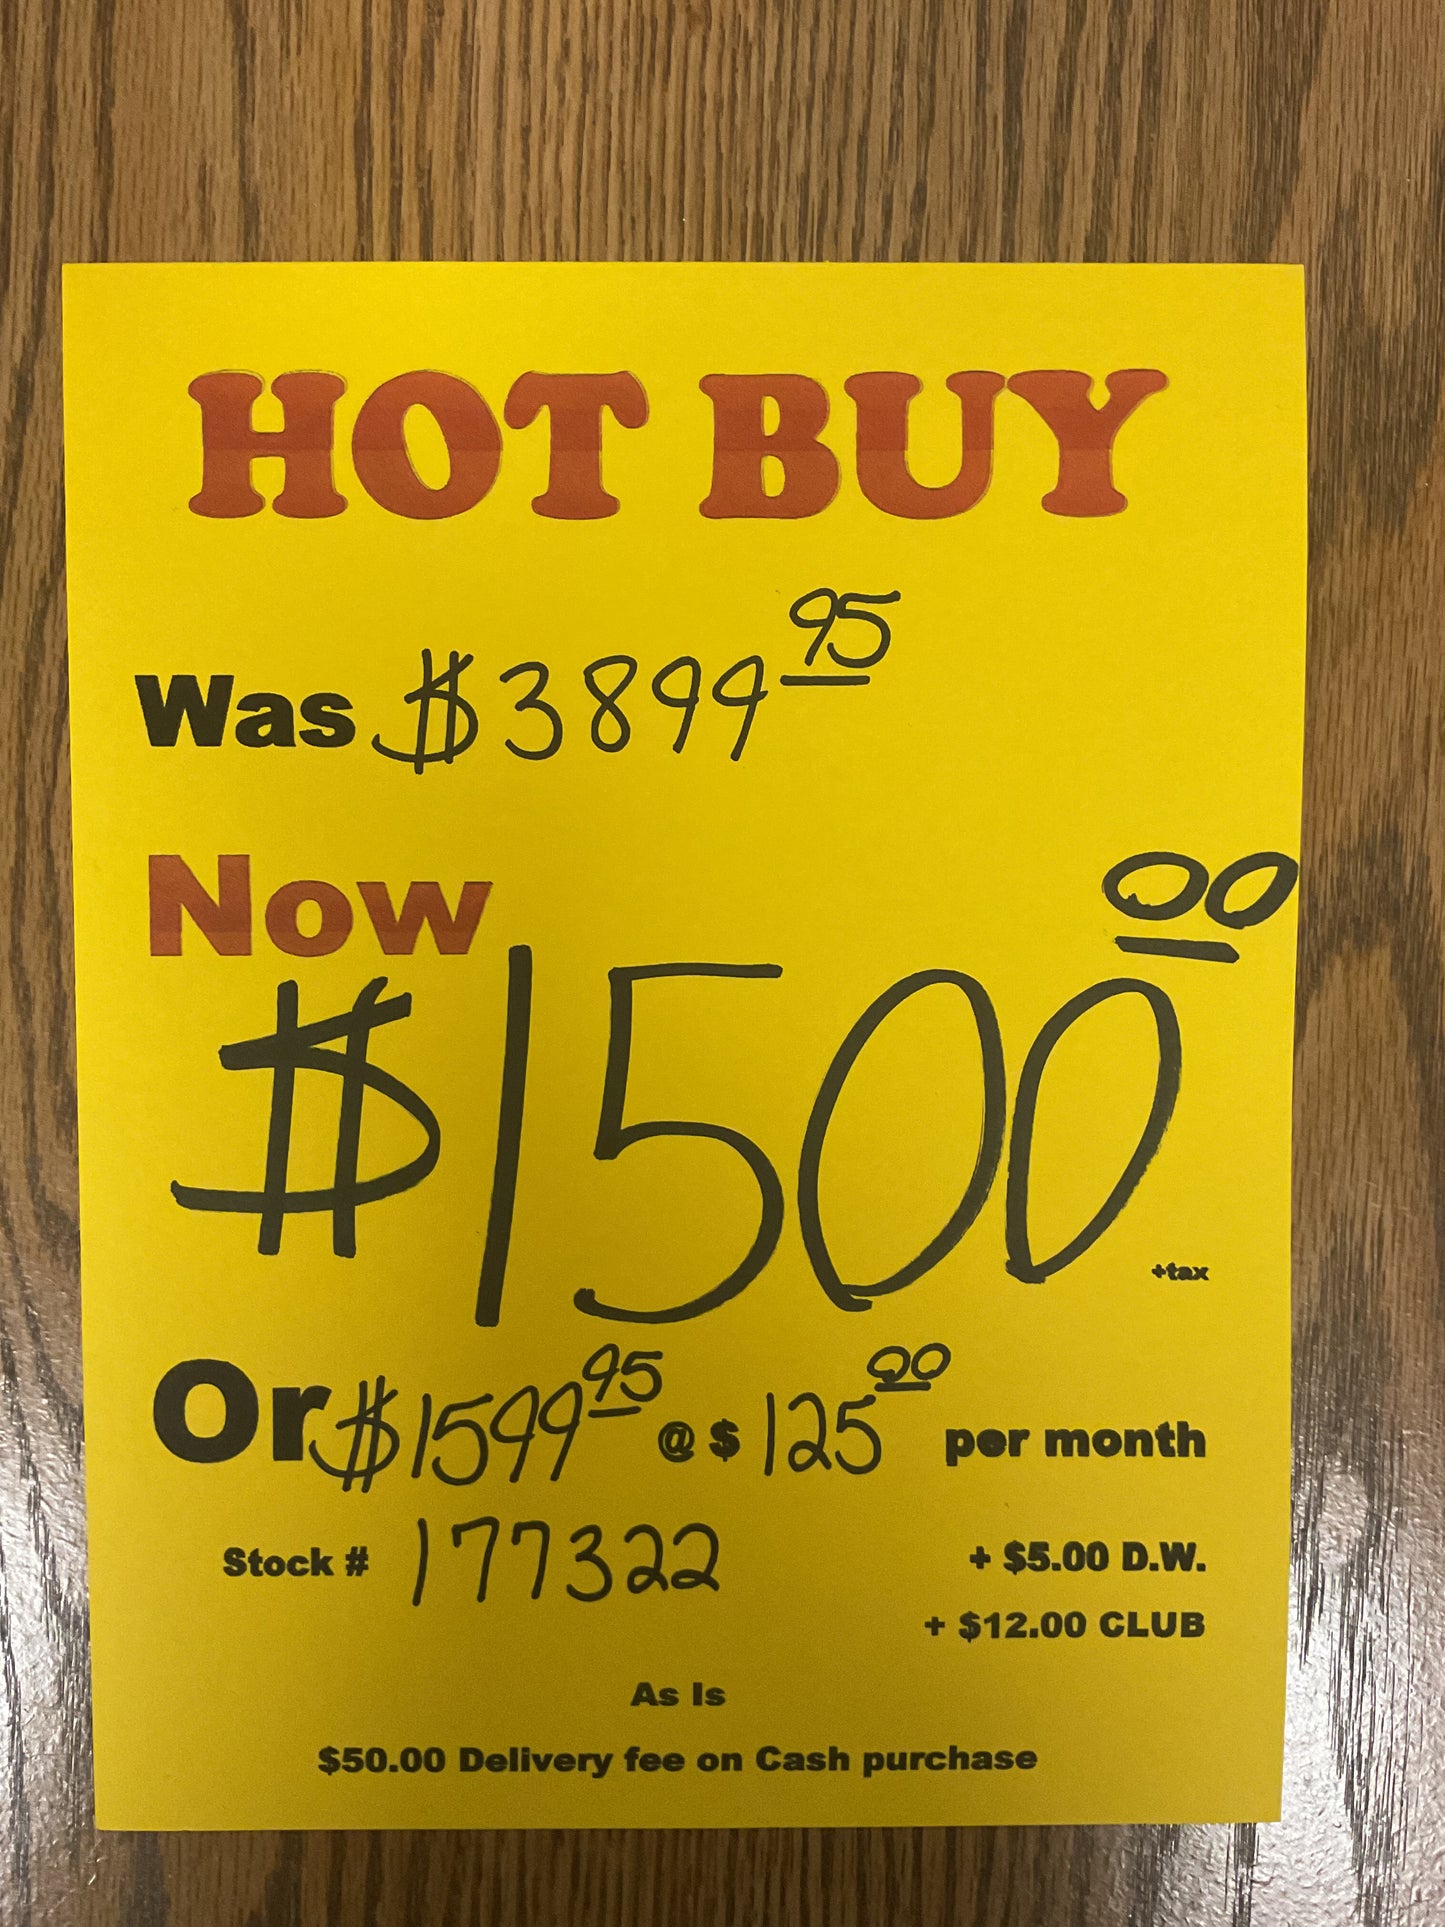 HOT BUY
Was $3899 95
Now
$1500 00
+tax
Or $1599 95 @ $ 125 00 per month
Stock # 177322 + $5.00 D.W.
+ $12.00 CLUB
As Is
$50.00 Delivery fee on Cash purchase